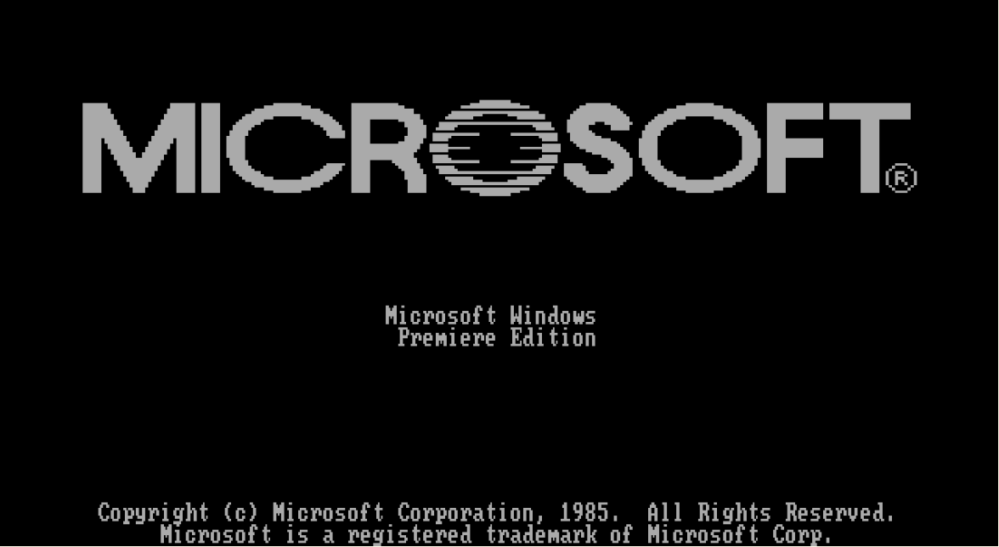 MICROSOFT®
Microsoft Windows
Premiere Edition
Copyright (c) Microsoft Corporation, 1985.  All Rights Reserved.
Microsoft is a registered trademark of Microsoft Corp.